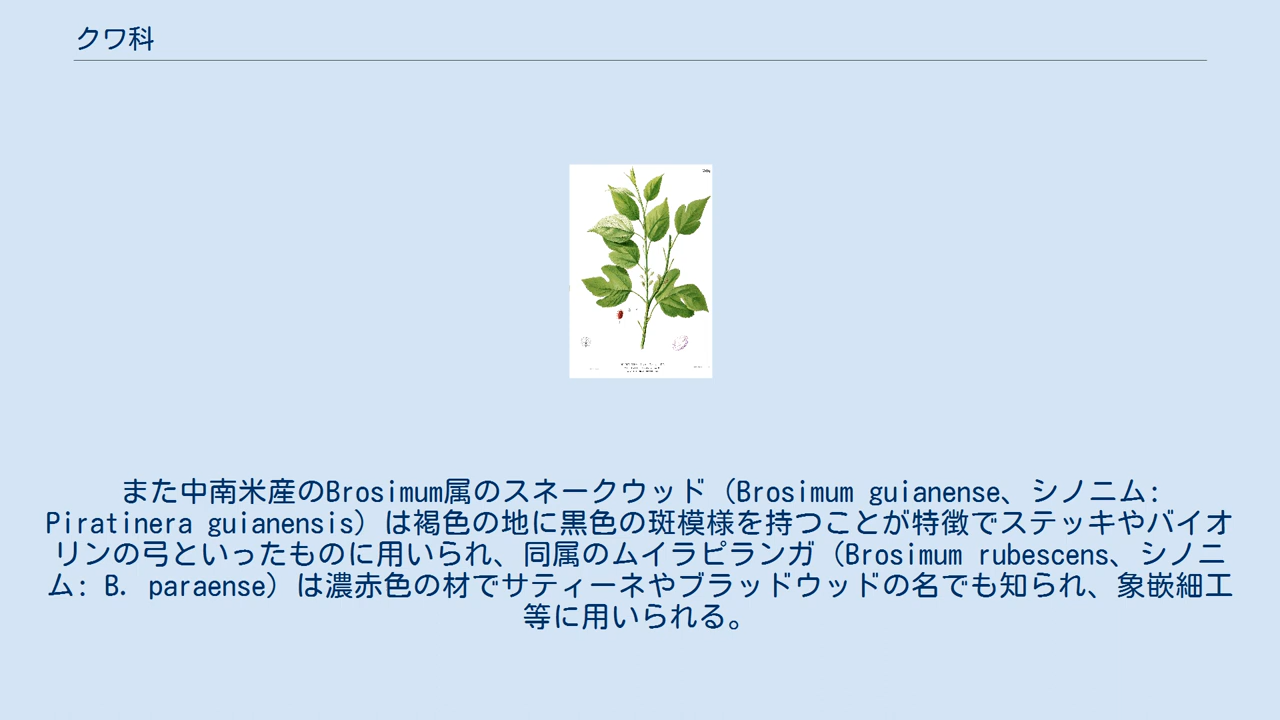 クワ科
また中南米産のBrosimum属のスネークウッド（Brosimum guianense、シノニム:
Piratinera guianensis）は褐色の地に黒色の斑模様を持つことが特徴でステッキやバイオ
リンの弓といったものに用いられ、同属のムイラピランガ（Brosimum rubescens、シノニ
ム: B. paraense）は濃赤色の材でサティーネやブラッドウッドの名でも知られ、象嵌細工
等に用いられる。